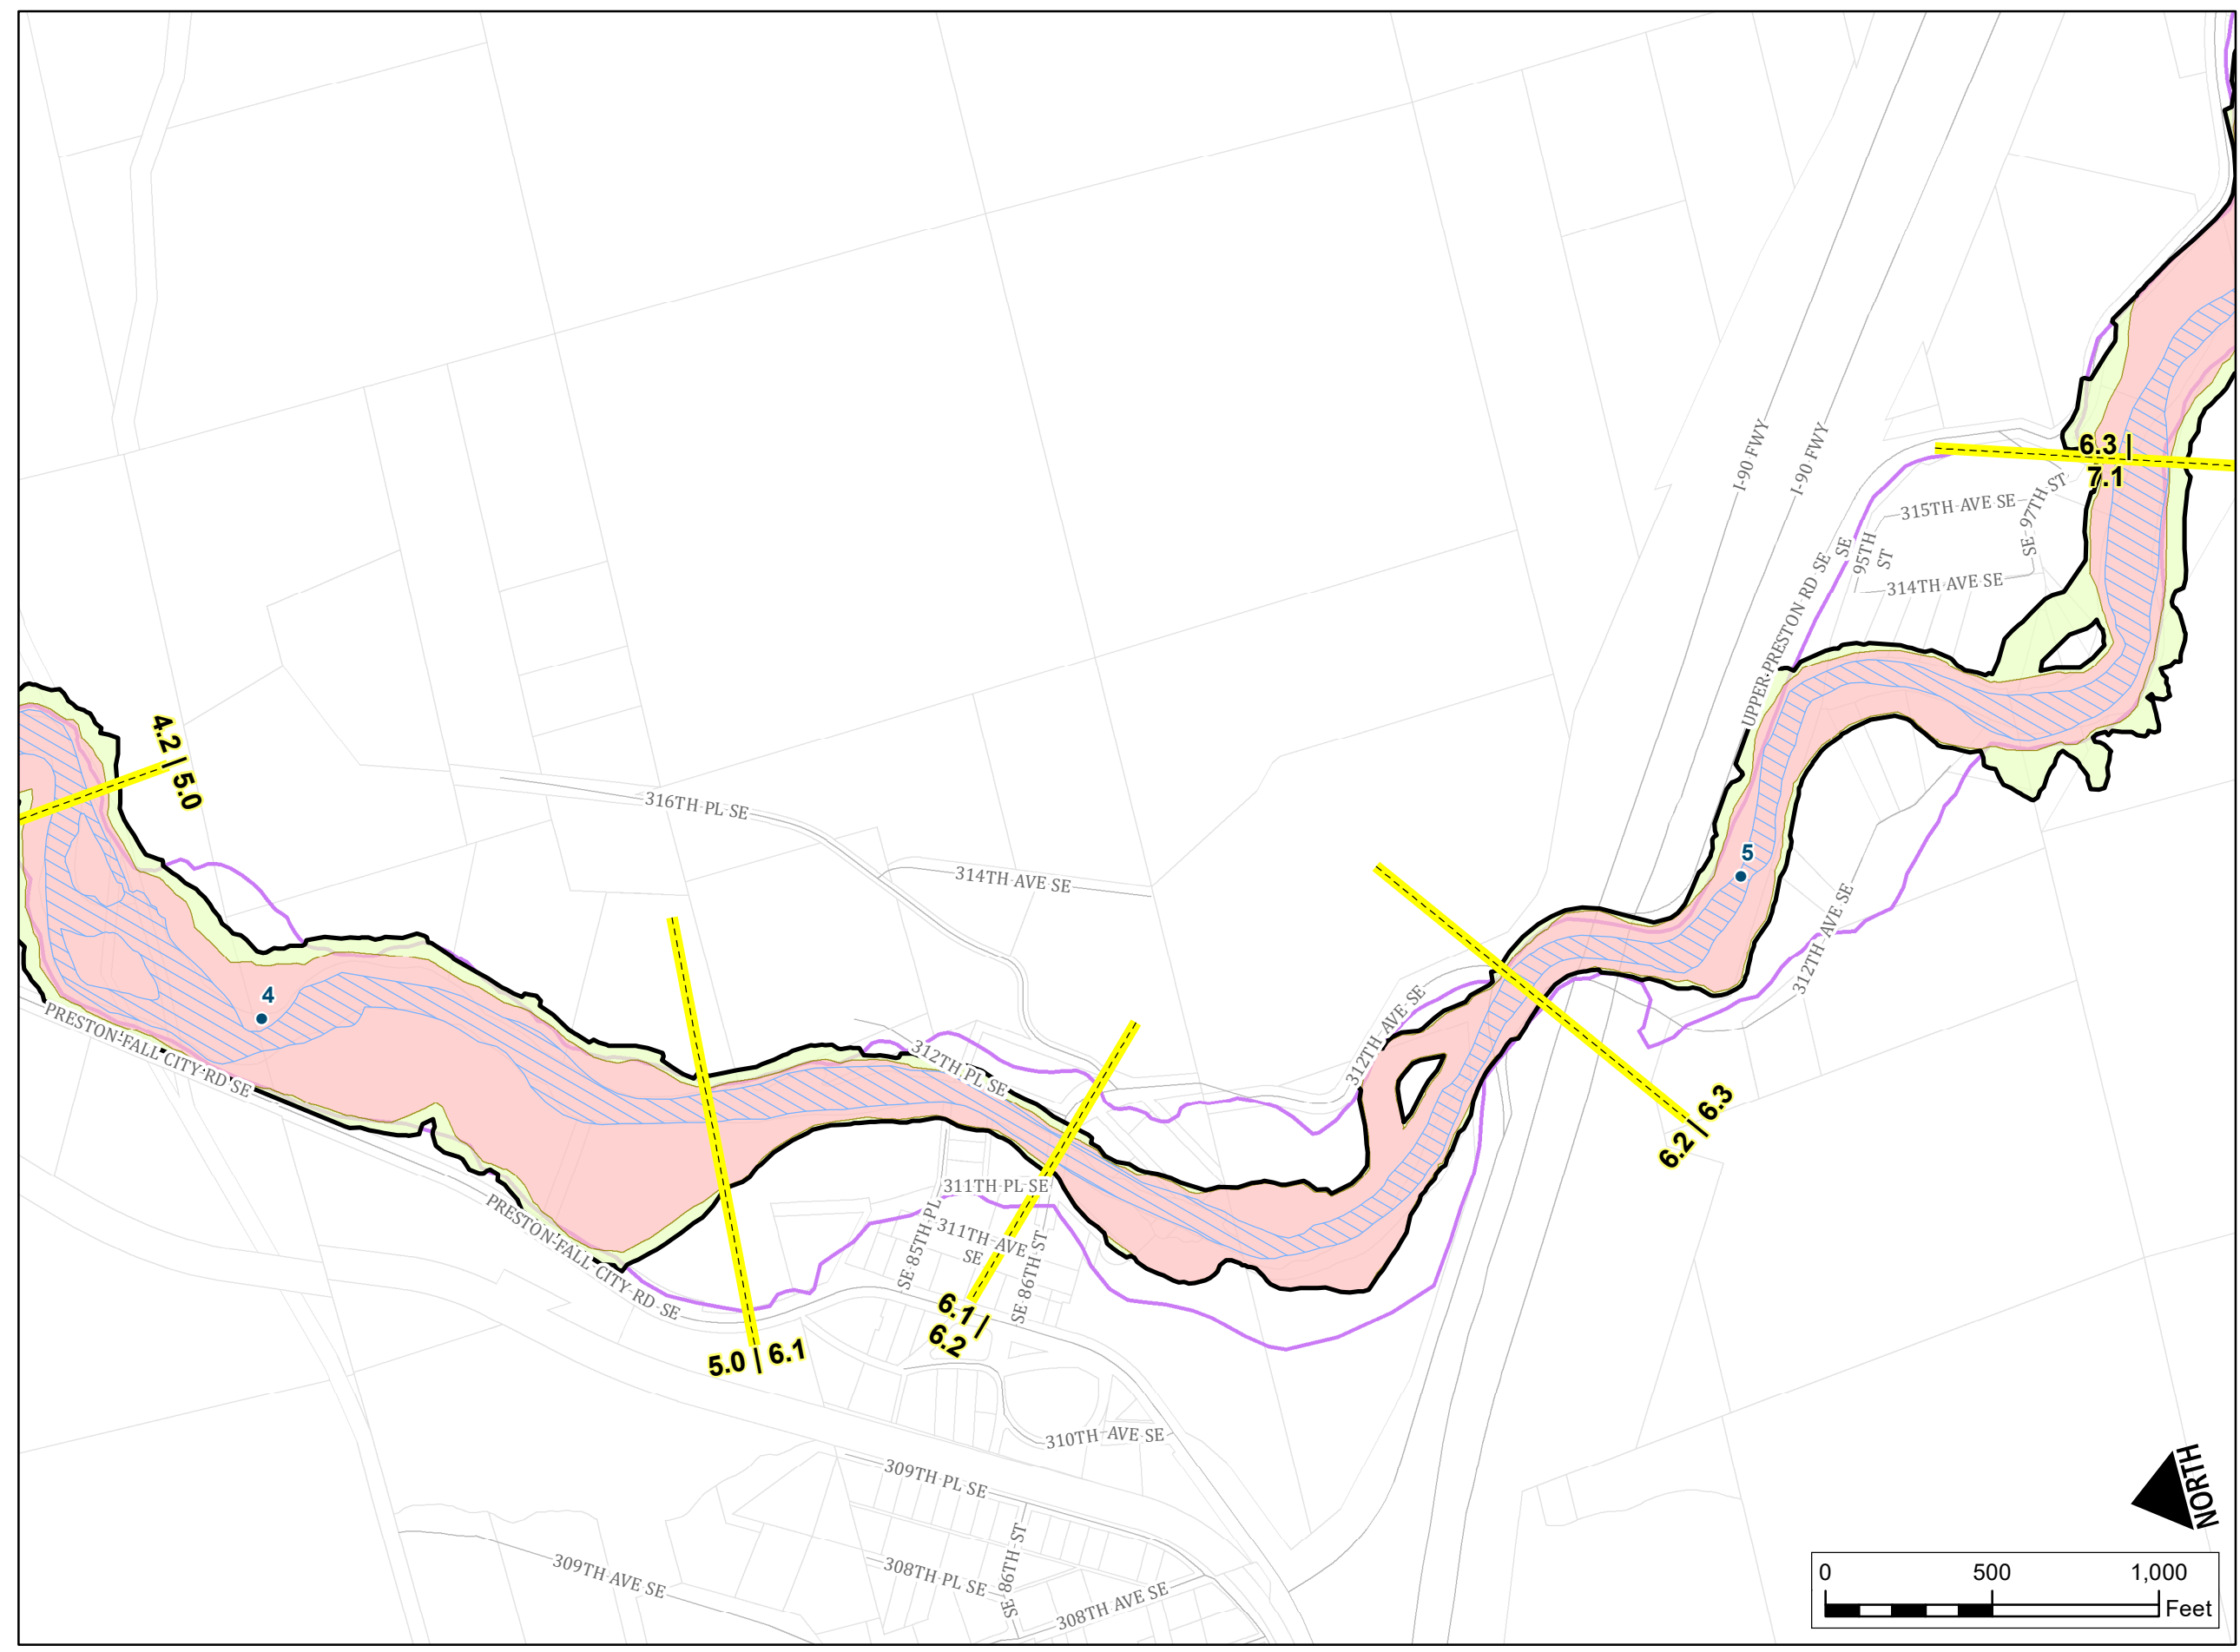 I-90 FWY
I-90 FWY
6.3 |
7.1
315TH AVE SE
SE 97TH ST
SE 95TH ST
314TH AVE SE
UPPER PRESTON RD SE
4.2 | 5.0
316TH PL SE
314TH AVE SE
5
312TH AVE SE
4
PRESTON-FALL CITY RD SE
312TH PL SE
312TH AVE SE
6.2 | 6.3
311TH PL SE
PRESTON-FALL CITY RD SE
SE 85TH PL
311TH AVE
SE
SE 86TH ST
6.1 |
6.2
5.0 | 6.1
310TH AVE SE
309TH PL SE
NORTH
309TH AVE SE
308TH PL SE
SE 86TH ST
308TH AVE SE
0 500 1,000
Feet